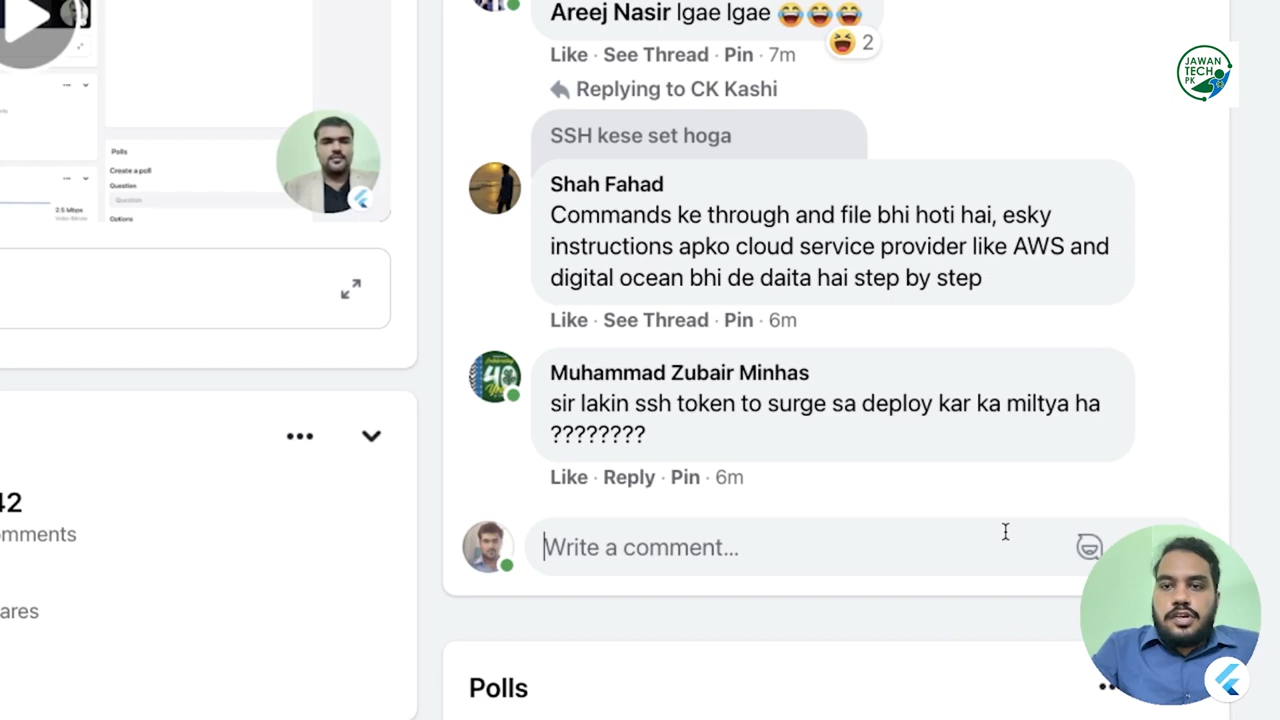 Areej Nasir lgae lgae 😂😂😂
😆 2
Like · See Thread · Pin · 7m
Replying to CK Kashi
SSH kese set hoga
Shah Fahad
Commands ke through and file bhi hoti hai, esky
instructions apko cloud service provider like AWS and
digital ocean bhi de daita hai step by step
Like · See Thread · Pin · 6m
Muhammad Zubair Minhas
sir lakin ssh token to surge sa deploy kar ka miltya ha
????????
Like · Reply · Pin · 6m
Write a comment...
Polls
JAWAN
TECH
PK
Polls
Create a poll
Question
Question
Options
2.5 Mbps
Video Bitrate
42
omments
ares